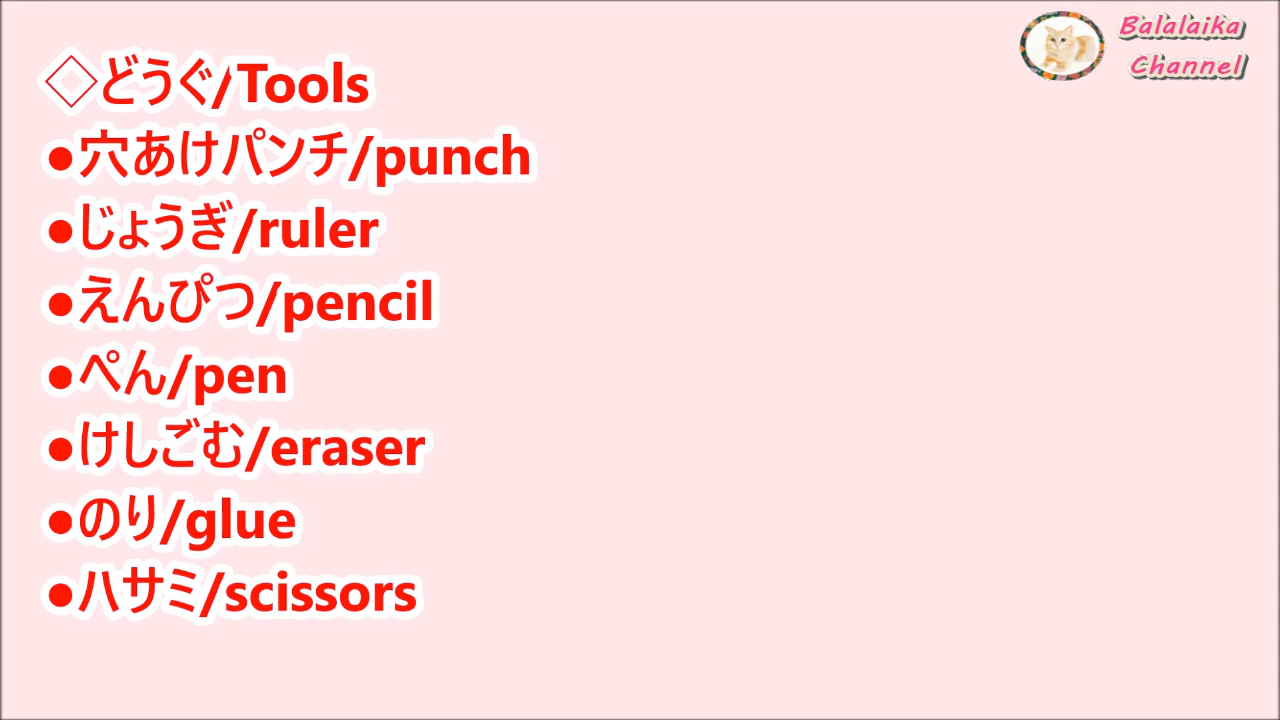 ◇どうぐ/Tools
●穴あけパンチ/punch
●じょうぎ/ruler
●えんぴつ/pencil
●ぺん/pen
●けしごむ/eraser
●のり/glue
●ハサミ/scissors
Balalaika
Channel